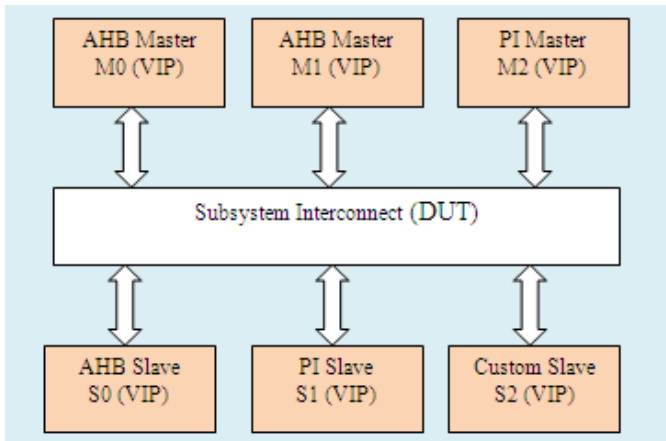 AHB Master
M0 (VIP)
AHB Master
M1 (VIP)
PI Master
M2 (VIP)
Subsystem Interconnect (DUT)
AHB Slave
S0 (VIP)
PI Slave
S1 (VIP)
Custom Slave
S2 (VIP)